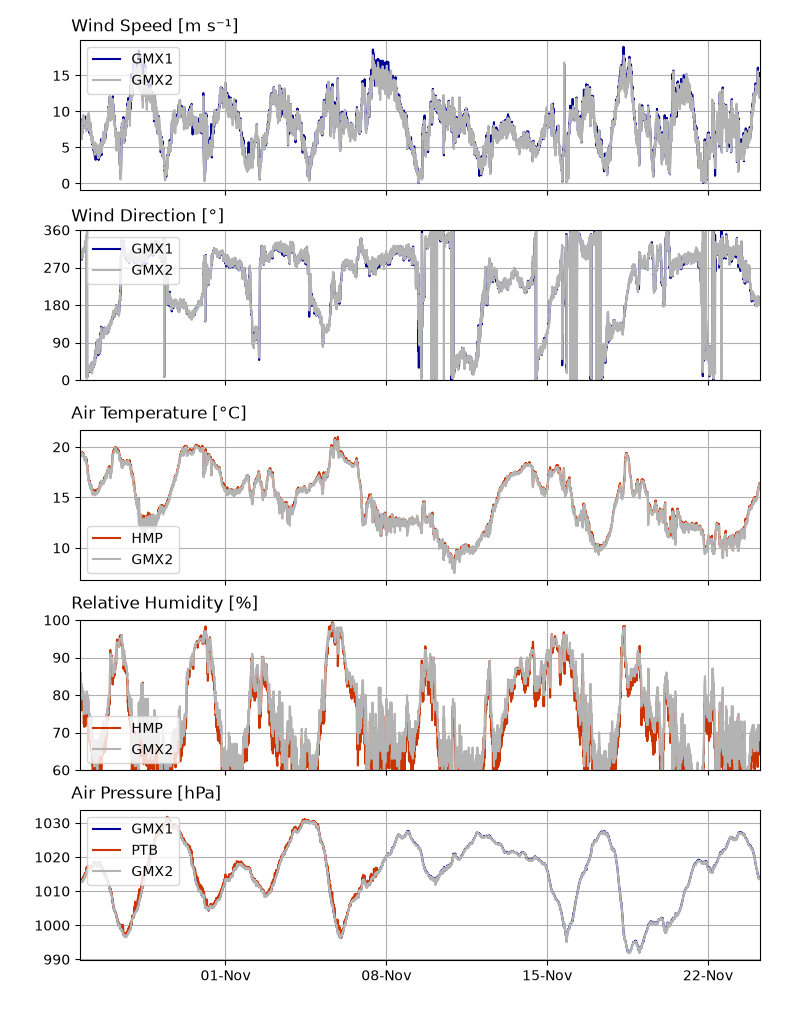 Wind Speed [m s⁻¹]
GMX1
GMX2
15
10
5
0
Wind Direction [°]
360
GMX1
GMX2
270
180
90
0
Air Temperature [°C]
20
15
10
HMP
GMX2
Relative Humidity [%]
100
90
80
70
HMP
GMX2
60
Air Pressure [hPa]
1030
GMX1
PTB
GMX2
1020
1010
1000
990
01-Nov 08-Nov 15-Nov 22-Nov